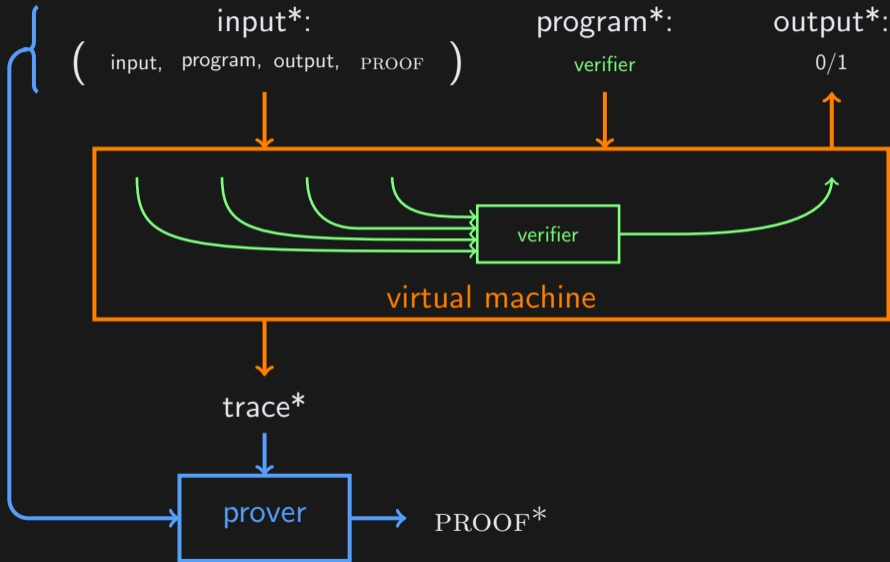 input*: program*: output*:
( input, program, output, PROOF ) verifier 0/1
verifier
virtual machine
trace*
prover
PROOF*